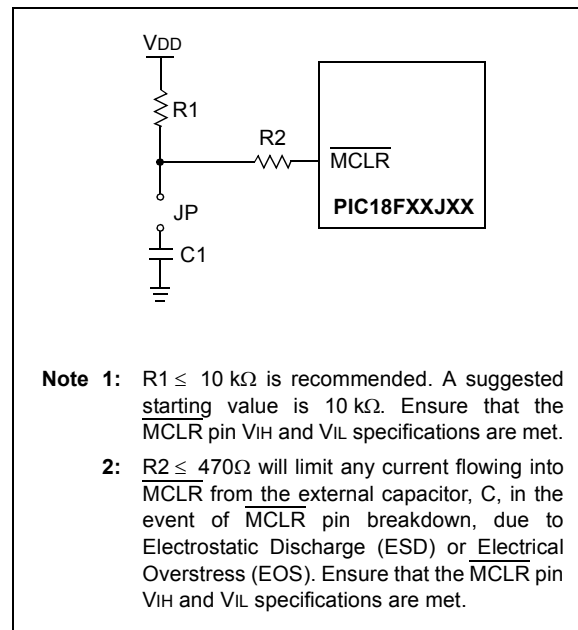 VDD
R1
R2
MCLR
PIC18FXXJXX
JP
C1
Note 1: R1 ≤ 10 kΩ is recommended. A suggested
starting value is 10 kΩ. Ensure that the
MCLR pin VIH and VIL specifications are met.
2: R2 ≤ 470Ω will limit any current flowing into
MCLR from the external capacitor, C, in the
event of MCLR pin breakdown, due to
Electrostatic Discharge (ESD) or Electrical
Overstress (EOS). Ensure that the MCLR pin
VIH and VIL specifications are met.